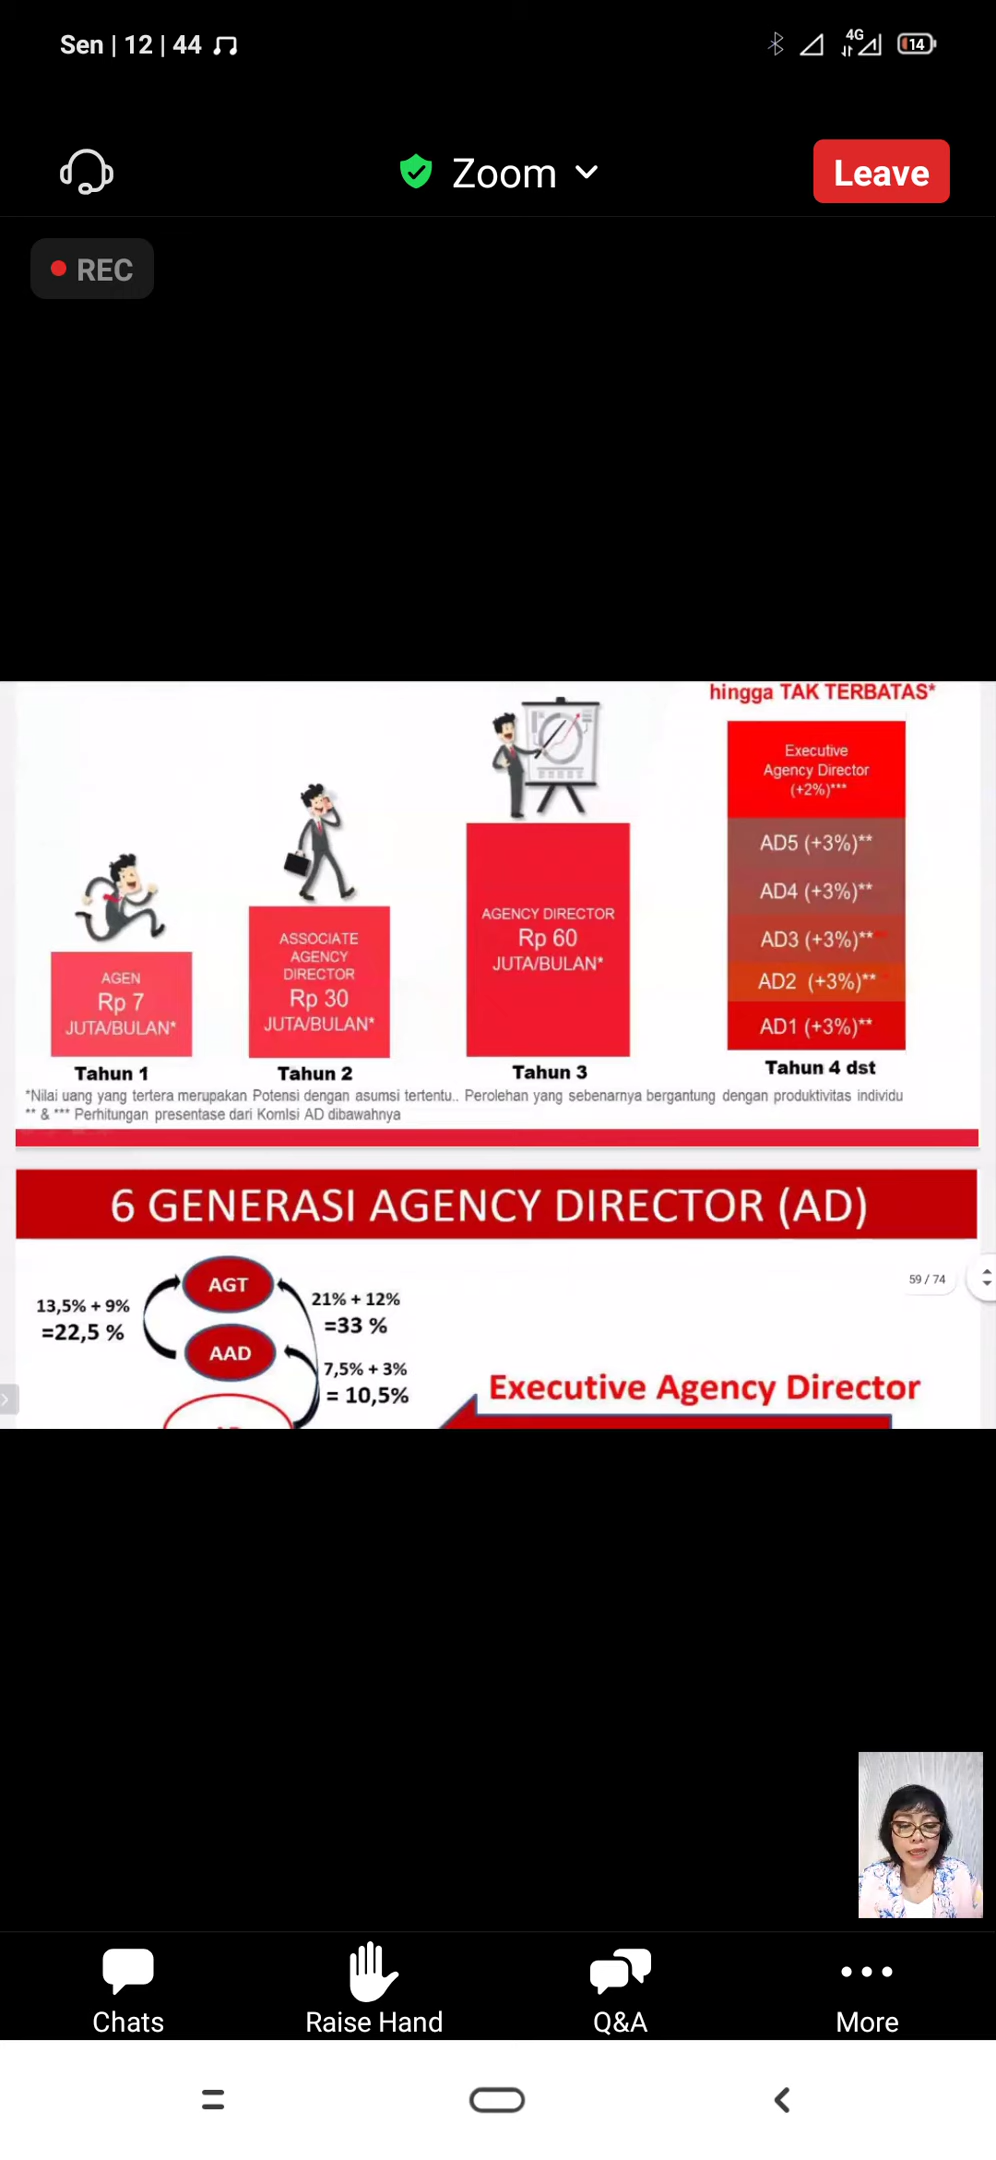 Sen | 12 | 44
4G
14
Zoom
Leave
REC
hingga TAK TERBATAS*
Executive
Agency Director
(+2%)***
AD5 (+3%)**
AD4 (+3%)**
AD3 (+3%)**
AD2 (+3%)**
AD1 (+3%)**
Tahun 4 dst
AGENCY DIRECTOR
Rp 60
JUTA/BULAN*
Tahun 3
ASSOCIATE
AGENCY
DIRECTOR
Rp 30
JUTA/BULAN*
Tahun 2
AGEN
Rp 7
JUTA/BULAN*
Tahun 1
*Nilai uang yang tertera merupakan Potensi dengan asumsi tertentu.. Perolehan yang sebenarnya bergantung dengan produktivitas individu
** & *** Perhitungan presentase dari KomIsi AD dibawahnya
6 GENERASI AGENCY DIRECTOR (AD)
59 / 74
AGT
13,5% + 9%
=22,5 %
21% + 12%
=33 %
AAD
7,5% + 3%
= 10,5%
Executive Agency Director
Chats
Raise Hand
Q&A
More